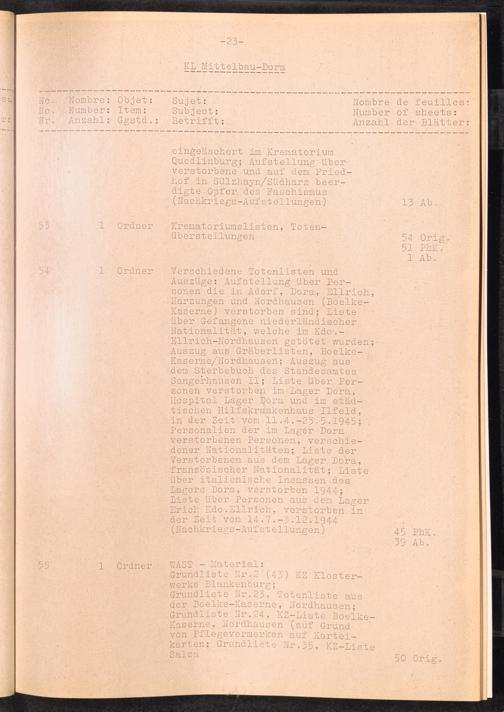 -23-
KL Mittelbau-Dora
No. Nombre: Objet: Sujet: Nombre de feuilles:
No. Number: Item: Subject: Number of sheets:
Nr. Anzahl: Ggstd.: Betrifft: Anzahl der Blätter:
eingeäschert im Krematorium
Quedlinburg; Aufstellung über
verstorbene und auf dem Fried-
hof in Sülzhayn/Südharz beer-
digte Opfer des Faschismus
(Nachkriegs-Aufstellungen) 13 Ab.
53 1 Ordner Krematoriumslisten, Toten-
überstellungen 54 Orig.
51 PhK.
1 Ab.
54 1 Ordner Verschiedene Totenlisten und
Auszüge: Aufstellung über Per-
sonen die in Adorf, Dora, Ellrich,
Harzungen und Nordhausen (Boelke-
Kaserne) verstorben sind; Liste
über Gefangene niederländischer
Nationalität, welche im Kdo.-
Ellrich-Nordhausen getötet wurden;
Auszug aus Gräberlisten, Boelke-
Kaserne/Nordhausen; Auszug aus
dem Sterbebuch des Standesamtes
Sangerhausen II; Liste über Per-
sonen verstorben im Lager Dora,
Hospital Lager Dora und im städ-
tischen Hilfskrankenhaus Ilfeld,
in der Zeit vom 11.4.-23.5.1945;
Personalien der im Lager Dora
verstorbenen Personen, verschie-
dener Nationalitäten; Liste der
Verstorbenen aus dem Lager Dora,
französischer Nationalität; Liste
über italienische Insassen des
Lagers Dora, verstorben 1944;
Liste über Personen aus dem Lager
Erich Kdo.Ellrich, verstorben in
der Zeit von 14.7.-3.12.1944
(Nachkriegs-Aufstellungen) 45 PhK.
39 Ab.
55 1 Ordner WAST - Material:
Grundliste Nr.2 (43) KZ Kloster-
werke Blankenburg;
Grundliste Nr.23, Totenliste aus
der Boelke-Kaserne, Nordhausen;
Grundliste Nr.24, KZ-Liste Boelke-
Kaserne, Nordhausen (auf Grund
von Pflegevermerken auf Kartei-
karten; Grundliste Nr.35, KZ-Liste
Salza 50 Orig.